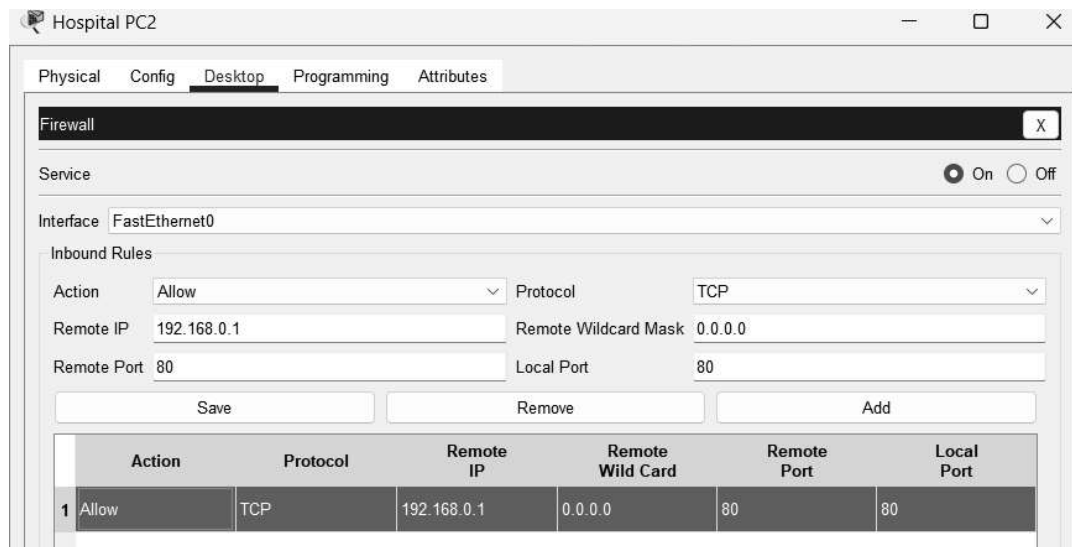 Hospital PC2
Physical Config Desktop Programming Attributes
Firewall X
Service On Off
Interface FastEthernet0
Inbound Rules
Action Allow Protocol TCP
Remote IP 192.168.0.1 Remote Wildcard Mask 0.0.0.0
Remote Port 80 Local Port 80
Save Remove Add
Action Protocol Remote IP Remote Wild Card Remote Port Local Port
1 Allow TCP 192.168.0.1 0.0.0.0 80 80